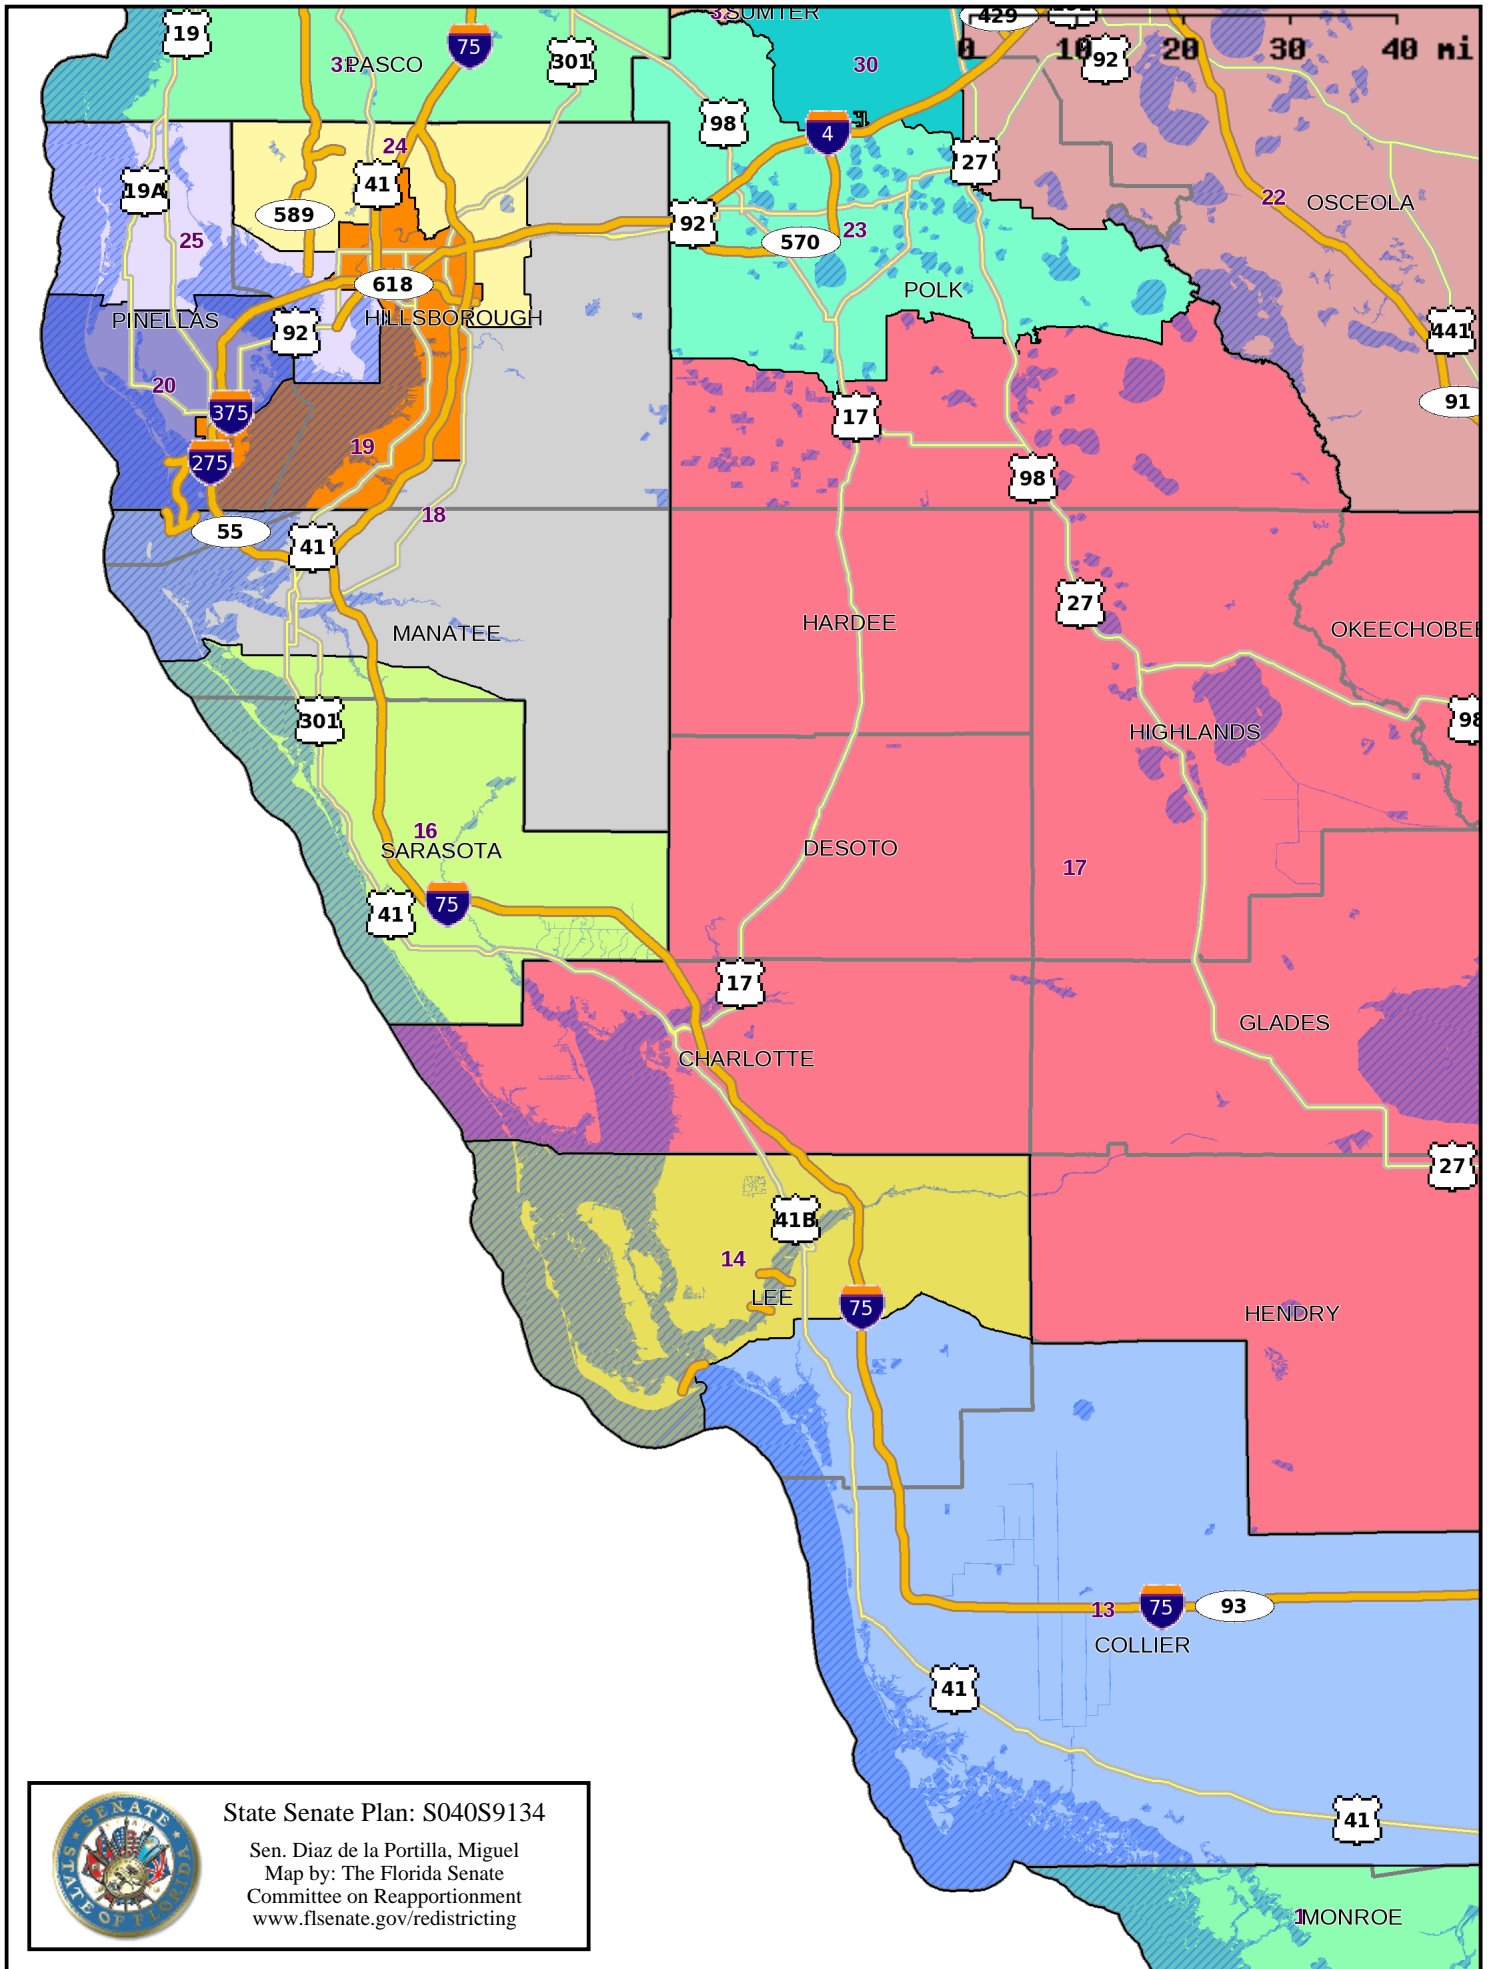 SUMTER
429
0 10 20 30 40 mi
19
75
301
31
PASCO
30
92
98
4
24
27
19A
41
589
22
OSCEOLA
25
92
570
23
618
POLK
PINELLAS
92
HILLSBOROUGH
441
20
375
91
17
19
275
98
18
55
41
27
HARDEE
MANATEE
OKEECHOBEE
301
98
HIGHLANDS
16
SARASOTA
DESOTO
17
41
75
17
GLADES
CHARLOTTE
27
41B
14
LEE
75
HENDRY
13
75
93
COLLIER
41
State Senate Plan: S040S9134
Sen. Diaz de la Portilla, Miguel
Map by: The Florida Senate
Committee on Reapportionment
www.flsenate.gov/redistricting
SENATE
STATE OF FLORIDA
41
1
MONROE